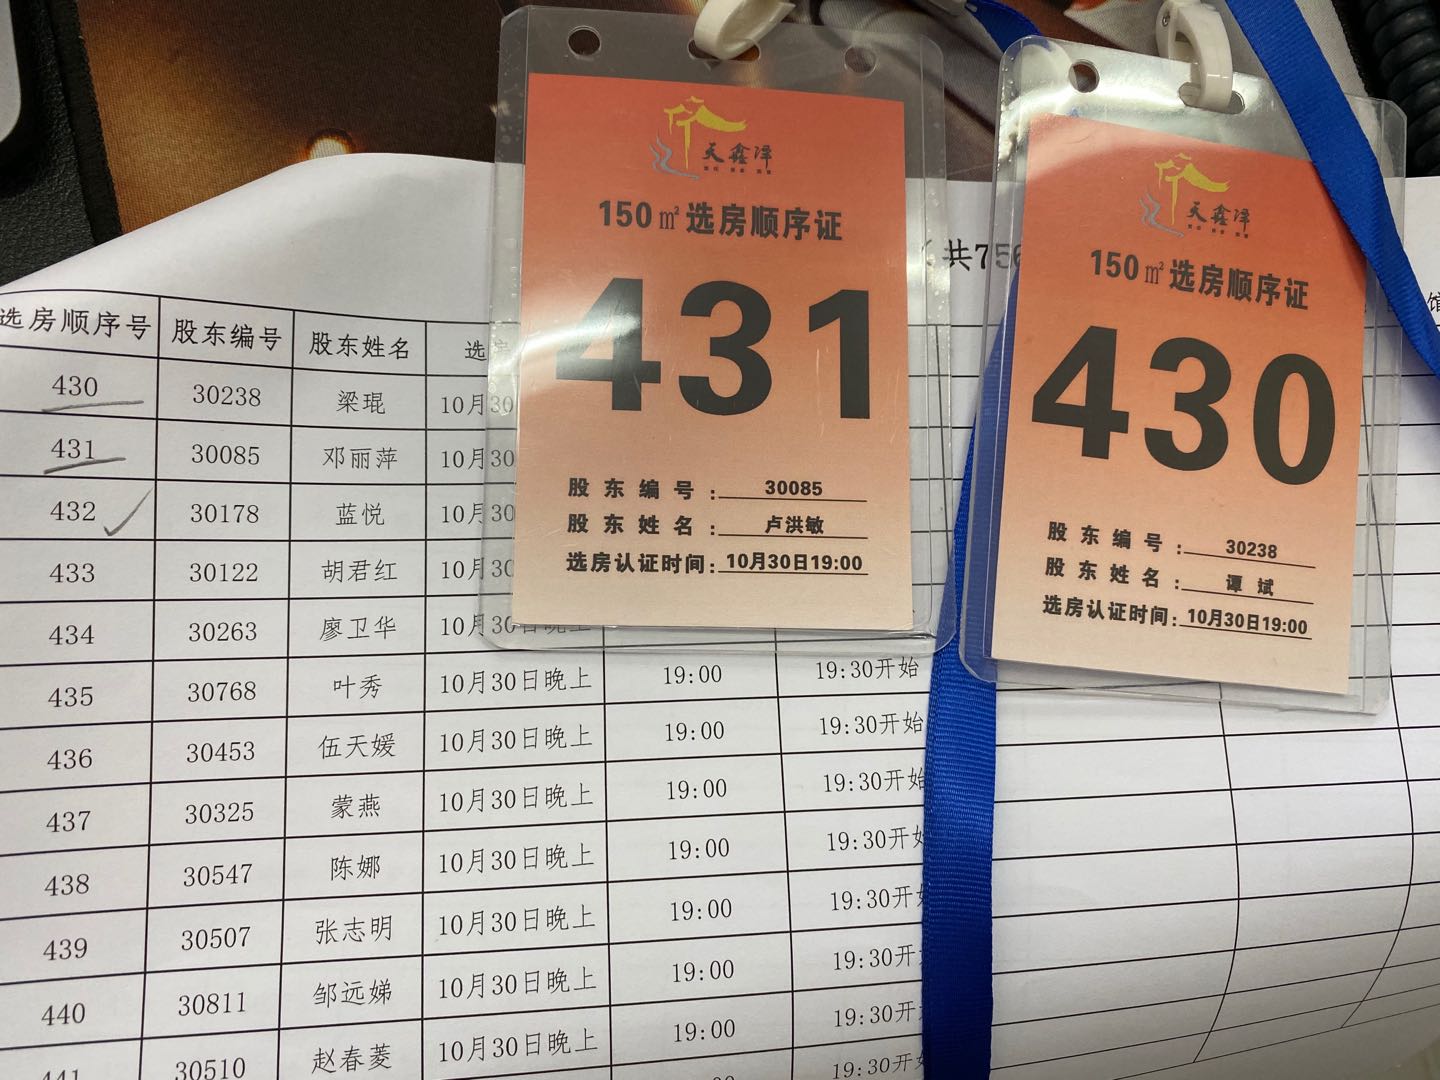 天鑫泽
150㎡选房顺序证
431
股东编号：30085
股东姓名：卢洪敏
选房认证时间：10月30日19:00
天鑫泽
150㎡选房顺序证
430
股东编号：30238
股东姓名：谭斌
选房认证时间：10月30日19:00
（共756
馆
选房顺序号 股东编号 股东姓名 选房
430 30238 梁琨 10月30
431 30085 邓丽萍 10月30
432 30178 蓝悦 10月30
433 30122 胡君红 10月30
434 30263 廖卫华 10月30日晚上
435 30768 叶秀 10月30日晚上 19:00 19:30开始
436 30453 伍天媛 10月30日晚上 19:00 19:30开始
437 30325 蒙燕 10月30日晚上 19:00 19:30开始
438 30547 陈娜 10月30日晚上 19:00 19:30开始
439 30507 张志明 10月30日晚上 19:00 19:30开始
440 30811 邹远娣 10月30日晚上 19:00 19:30开
441 30510 赵春菱 10月30日晚上 19:00 19:30开
19:30开